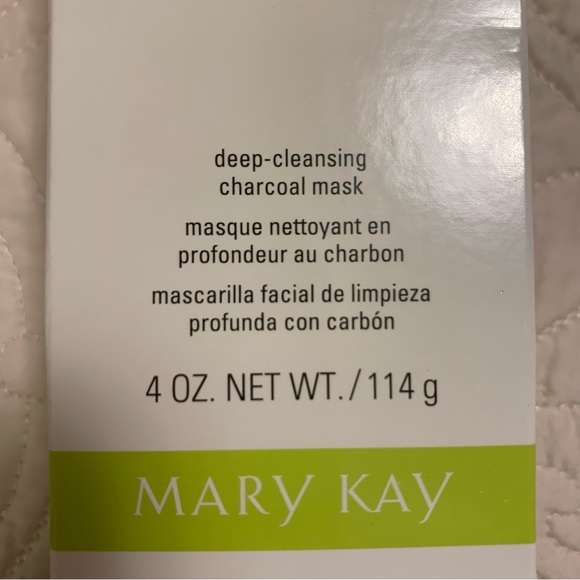 deep-cleansing
charcoal mask
masque nettoyant en
profondeur au charbon
mascarilla facial de limpieza
profunda con carbón
4 OZ. NET WT. / 114 g
MARY KAY